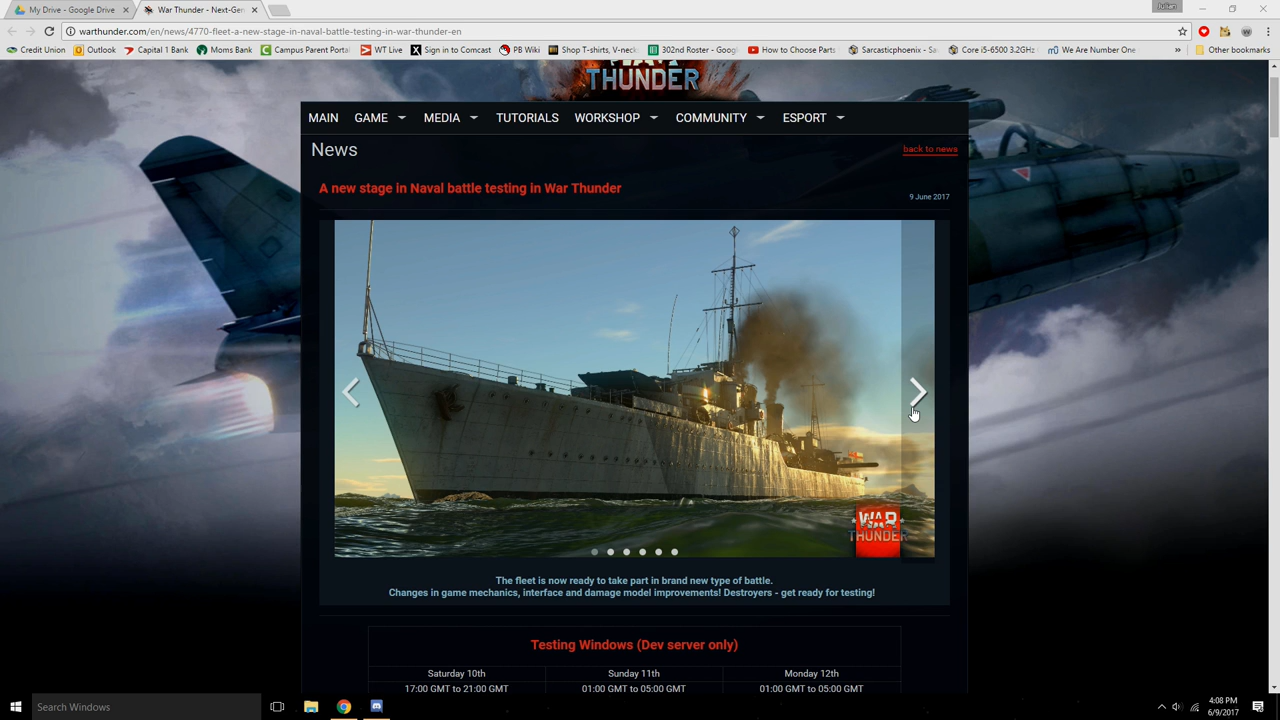 My Drive - Google Drive
War Thunder - Next-Gen
Julian
warthunder.com/en/news/4770-fleet-a-new-stage-in-naval-battle-testing-in-war-thunder-en
Credit Union
Outlook
Capital 1 Bank
Moms Bank
Campus Parent Portal
WT Live
Sign in to Comcast
PB Wiki
Shop T-shirts, V-neck
302nd Roster - Googl
How to Choose Parts
Sarcasticphoenix - Sa
Core i5-6500 3.2GHz
We Are Number One
Other bookmarks
THUNDER
MAIN GAME MEDIA TUTORIALS WORKSHOP COMMUNITY ESPORT
News
back to news
A new stage in Naval battle testing in War Thunder
9 June 2017
WAR
THUNDER
The fleet is now ready to take part in brand new type of battle.
Changes in game mechanics, interface and damage model improvements! Destroyers - get ready for testing!
Testing Windows (Dev server only)
Saturday 10th Sunday 11th Monday 12th
17:00 GMT to 21:00 GMT 01:00 GMT to 05:00 GMT 01:00 GMT to 05:00 GMT
Search Windows
4:08 PM
6/9/2017